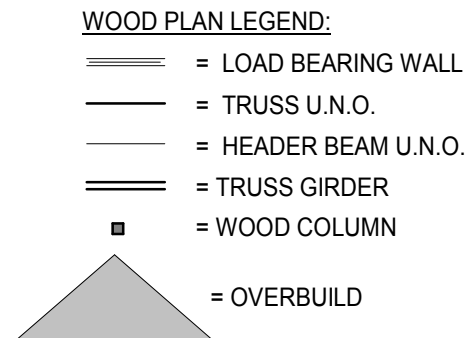 WOOD PLAN LEGEND:
= LOAD BEARING WALL
= TRUSS U.N.O.
= HEADER BEAM U.N.O.
= TRUSS GIRDER
= WOOD COLUMN
= OVERBUILD